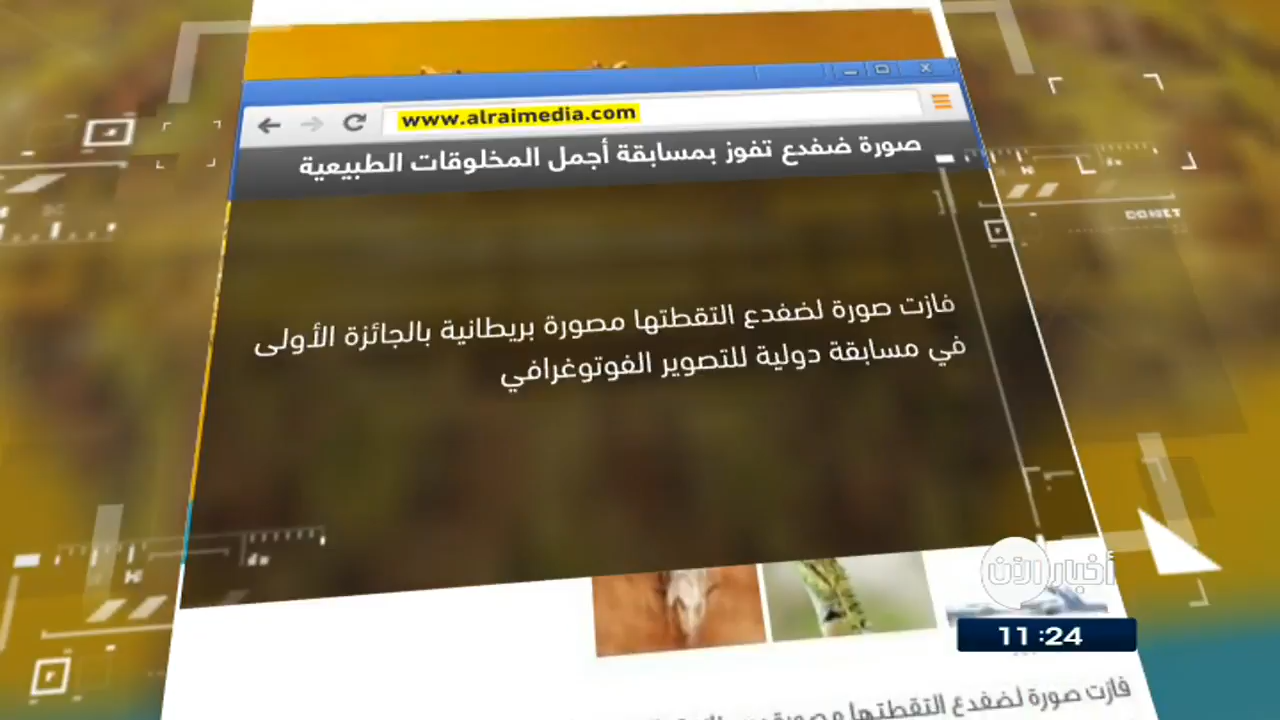 www.alraimedia.com
صورة ضفدع تفوز بمسابقة أجمل المخلوقات الطبيعية
فازت صورة لضفدع التقطتها مصورة بريطانية بالجائزة الأولى
في مسابقة دولية للتصوير الفوتوغرافي
أخبار الآن
11:24
فازت صورة لضفدع التقطتها مصورة